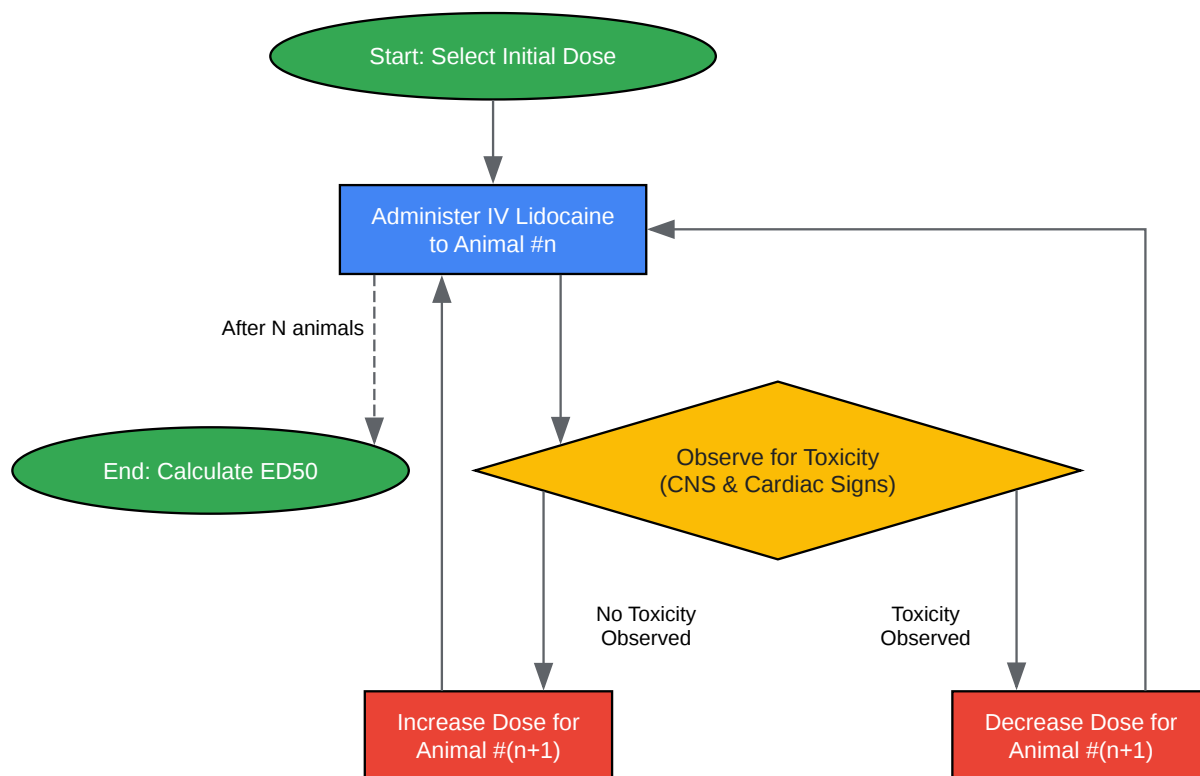 Start: Select Initial Dose
Administer IV Lidocaine
to Animal #n
After N animals
End: Calculate ED50
Observe for Toxicity
(CNS & Cardiac Signs)
No Toxicity
Observed
Toxicity
Observed
Increase Dose for
Animal #(n+1)
Decrease Dose for
Animal #(n+1)